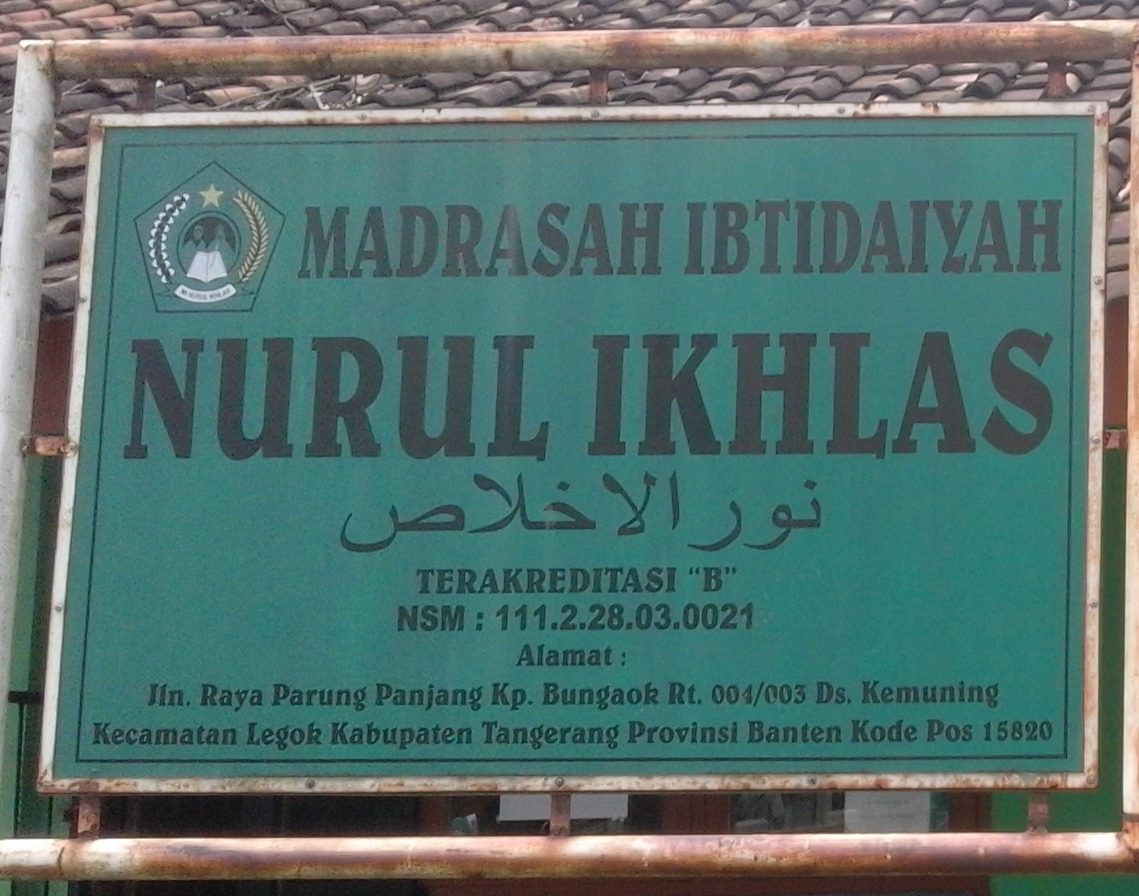 MADRASAH IBTIDAIYAH
NURUL IKHLAS
نور الاخلاص
TERAKREDITASI “B”
NSM : 111.2.28.03.0021
Alamat :
Jln. Raya Parung Panjang Kp. Bungaok Rt. 004/003 Ds. Kemuning
Kecamatan Legok Kabupaten Tangerang Provinsi Banten Kode Pos 15820